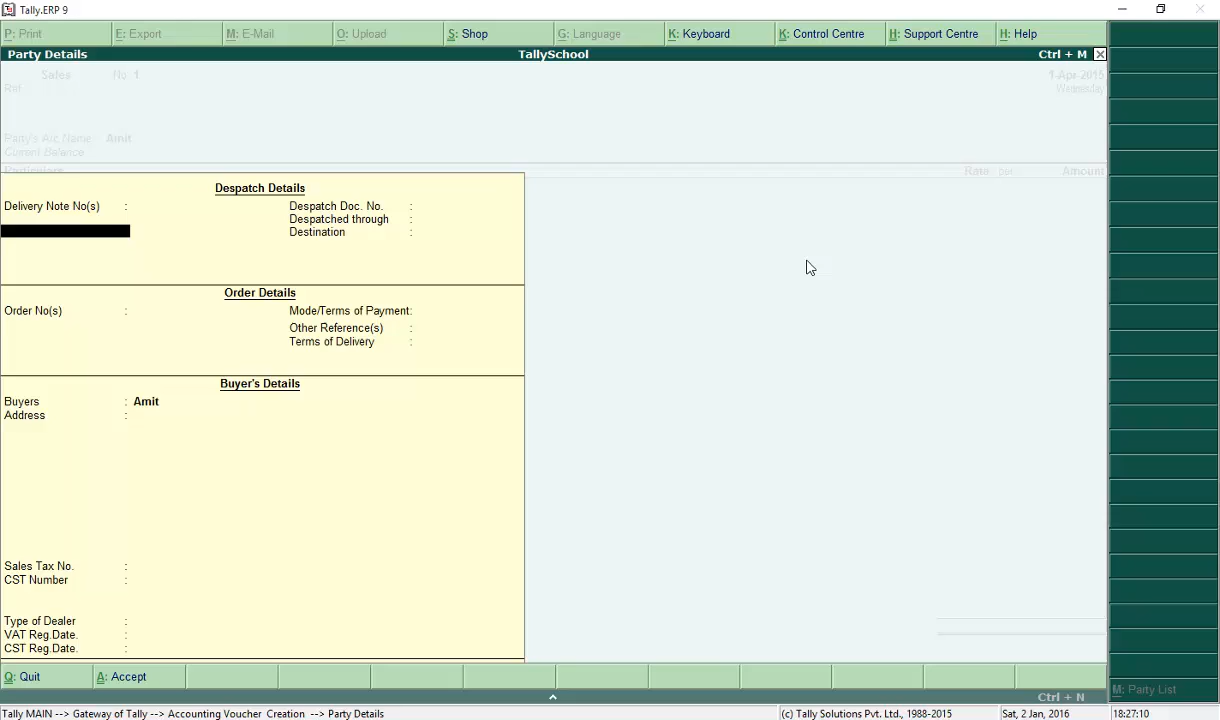 Tally.ERP 9
P: Print E: Export M: E-Mail O: Upload S: Shop G: Language K: Keyboard K: Control Centre H: Support Centre H: Help
Party Details TallySchool Ctrl + M
Sales No. 1 1-Apr-2015
Ref. Wednesday
Party's A/c Name : Amit
Current Balance :
Particulars Rate per Amount
Despatch Details
Delivery Note No(s) : Despatch Doc. No. :
Despatched through :
Destination :
Order Details
Order No(s) : Mode/Terms of Payment:
Other Reference(s) :
Terms of Delivery :
Buyer's Details
Buyers : Amit
Address :
Sales Tax No. :
CST Number :
Type of Dealer :
VAT Reg.Date. :
CST Reg.Date. :
Q: Quit A: Accept
Ctrl + N
M: Party List
Tally MAIN --> Gateway of Tally --> Accounting Voucher Creation --> Party Details (c) Tally Solutions Pvt. Ltd., 1988-2015 Sat, 2 Jan, 2016 18:27:10